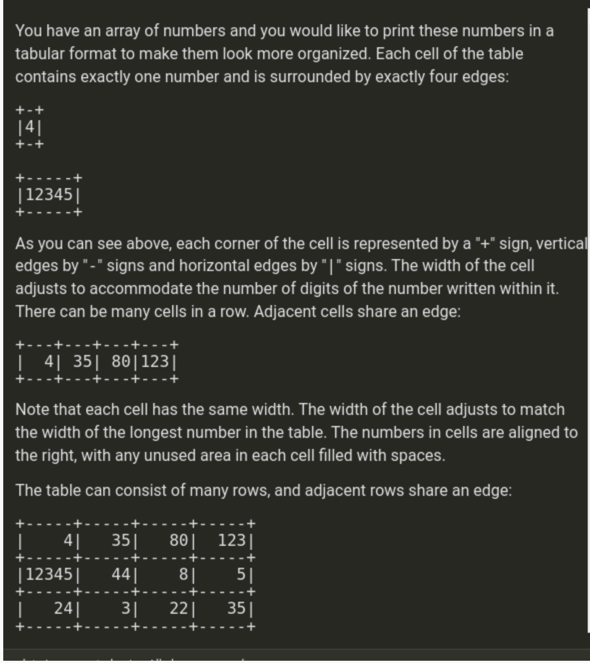 You have an array of numbers and you would like to print these numbers in a
tabular format to make them look more organized. Each cell of the table
contains exactly one number and is surrounded by exactly four edges:
+-+
|4|
+-+
+-----+
|12345|
+-----+
As you can see above, each corner of the cell is represented by a "+" sign, vertical
edges by "-" signs and horizontal edges by "|" signs. The width of the cell
adjusts to accommodate the number of digits of the number written within it.
There can be many cells in a row. Adjacent cells share an edge:
+---+---+---+---+
|  4| 35| 80|123|
+---+---+---+---+
Note that each cell has the same width. The width of the cell adjusts to match
the width of the longest number in the table. The numbers in cells are aligned to
the right, with any unused area in each cell filled with spaces.
The table can consist of many rows, and adjacent rows share an edge:
+-----+-----+-----+-----+
|    4|   35|   80|  123|
+-----+-----+-----+-----+
|12345|   44|    8|    5|
+-----+-----+-----+-----+
|   24|    3|   22|   35|
+-----+-----+-----+-----+